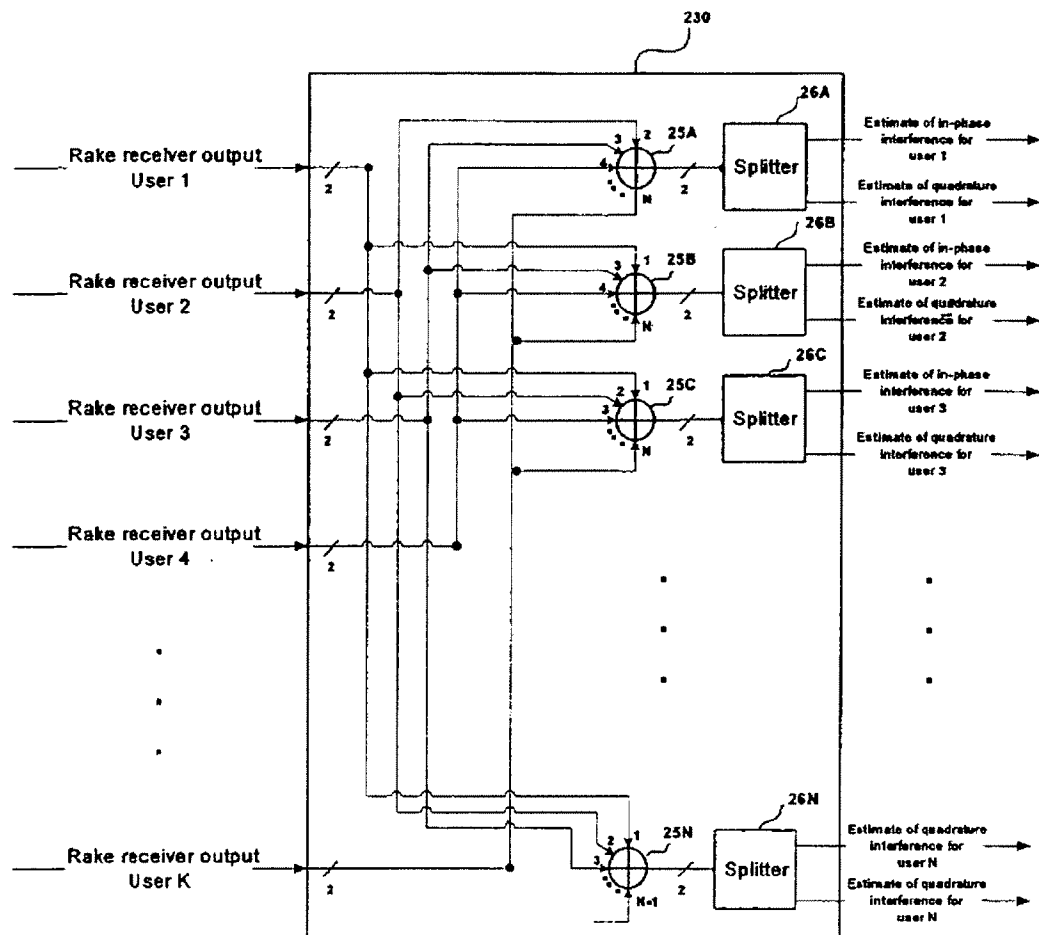 230
26A
Estimate of in-phase
interference for
user 1
Rake receiver output
User 1
2
3
2
25A
4
N
2
Splitter
Estimate of quadrature
interference for
user 1
26B
Estimate of in-phase
interference for
user 2
Rake receiver output
User 2
2
3
1
25B
4
N
2
Splitter
Estimate of quadrature
interference for
user 2
26C
Estimate of in-phase
interference for
user 3
Rake receiver output
User 3
2
2
1
25C
3
N
2
Splitter
Estimate of quadrature
interference for
user 3
Rake receiver output
User 4
2
26N
Estimate of quadrature
interference for
user N
Rake receiver output
User K
2
2
1
25N
3
2
Splitter
Estimate of quadrature
interference for
user N